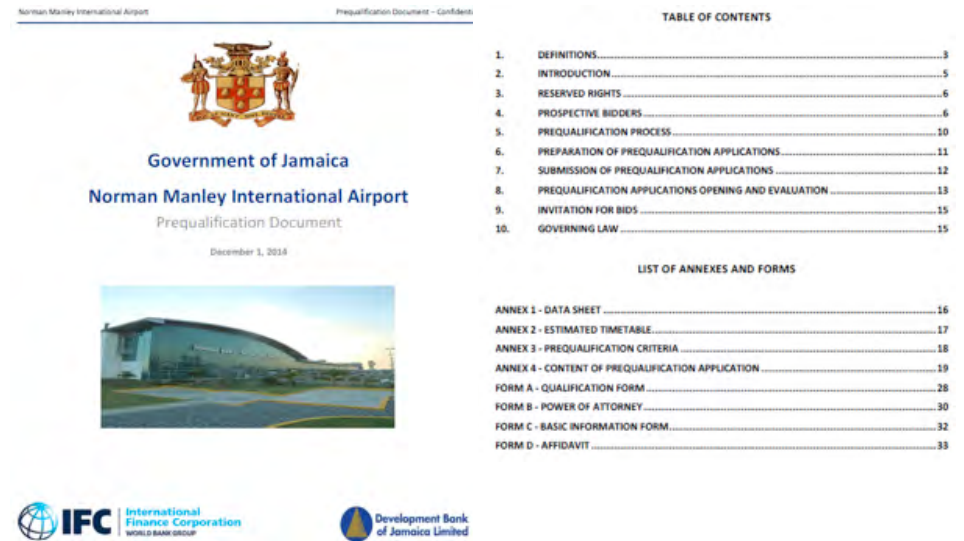 Norman Manley International Airport
Prequalification Document – Confidenti
Government of Jamaica
Norman Manley International Airport
Prequalification Document
December 1, 2014
IFC
International
Finance Corporation
WORLD BANK GROUP
Development Bank
of Jamaica Limited
TABLE OF CONTENTS
1. DEFINITIONS 3
2. INTRODUCTION 5
3. RESERVED RIGHTS 6
4. PROSPECTIVE BIDDERS 6
5. PREQUALIFICATION PROCESS 10
6. PREPARATION OF PREQUALIFICATION APPLICATIONS 11
7. SUBMISSION OF PREQUALIFICATION APPLICATIONS 12
8. PREQUALIFICATION APPLICATIONS OPENING AND EVALUATION 13
9. INVITATION FOR BIDS 15
10. GOVERNING LAW 15
LIST OF ANNEXES AND FORMS
ANNEX 1 - DATA SHEET 16
ANNEX 2 - ESTIMATED TIMETABLE 17
ANNEX 3 - PREQUALIFICATION CRITERIA 18
ANNEX 4 - CONTENT OF PREQUALIFICATION APPLICATION 19
FORM A - QUALIFICATION FORM 28
FORM B - POWER OF ATTORNEY 30
FORM C - BASIC INFORMATION FORM 32
FORM D - AFFIDAVIT 33